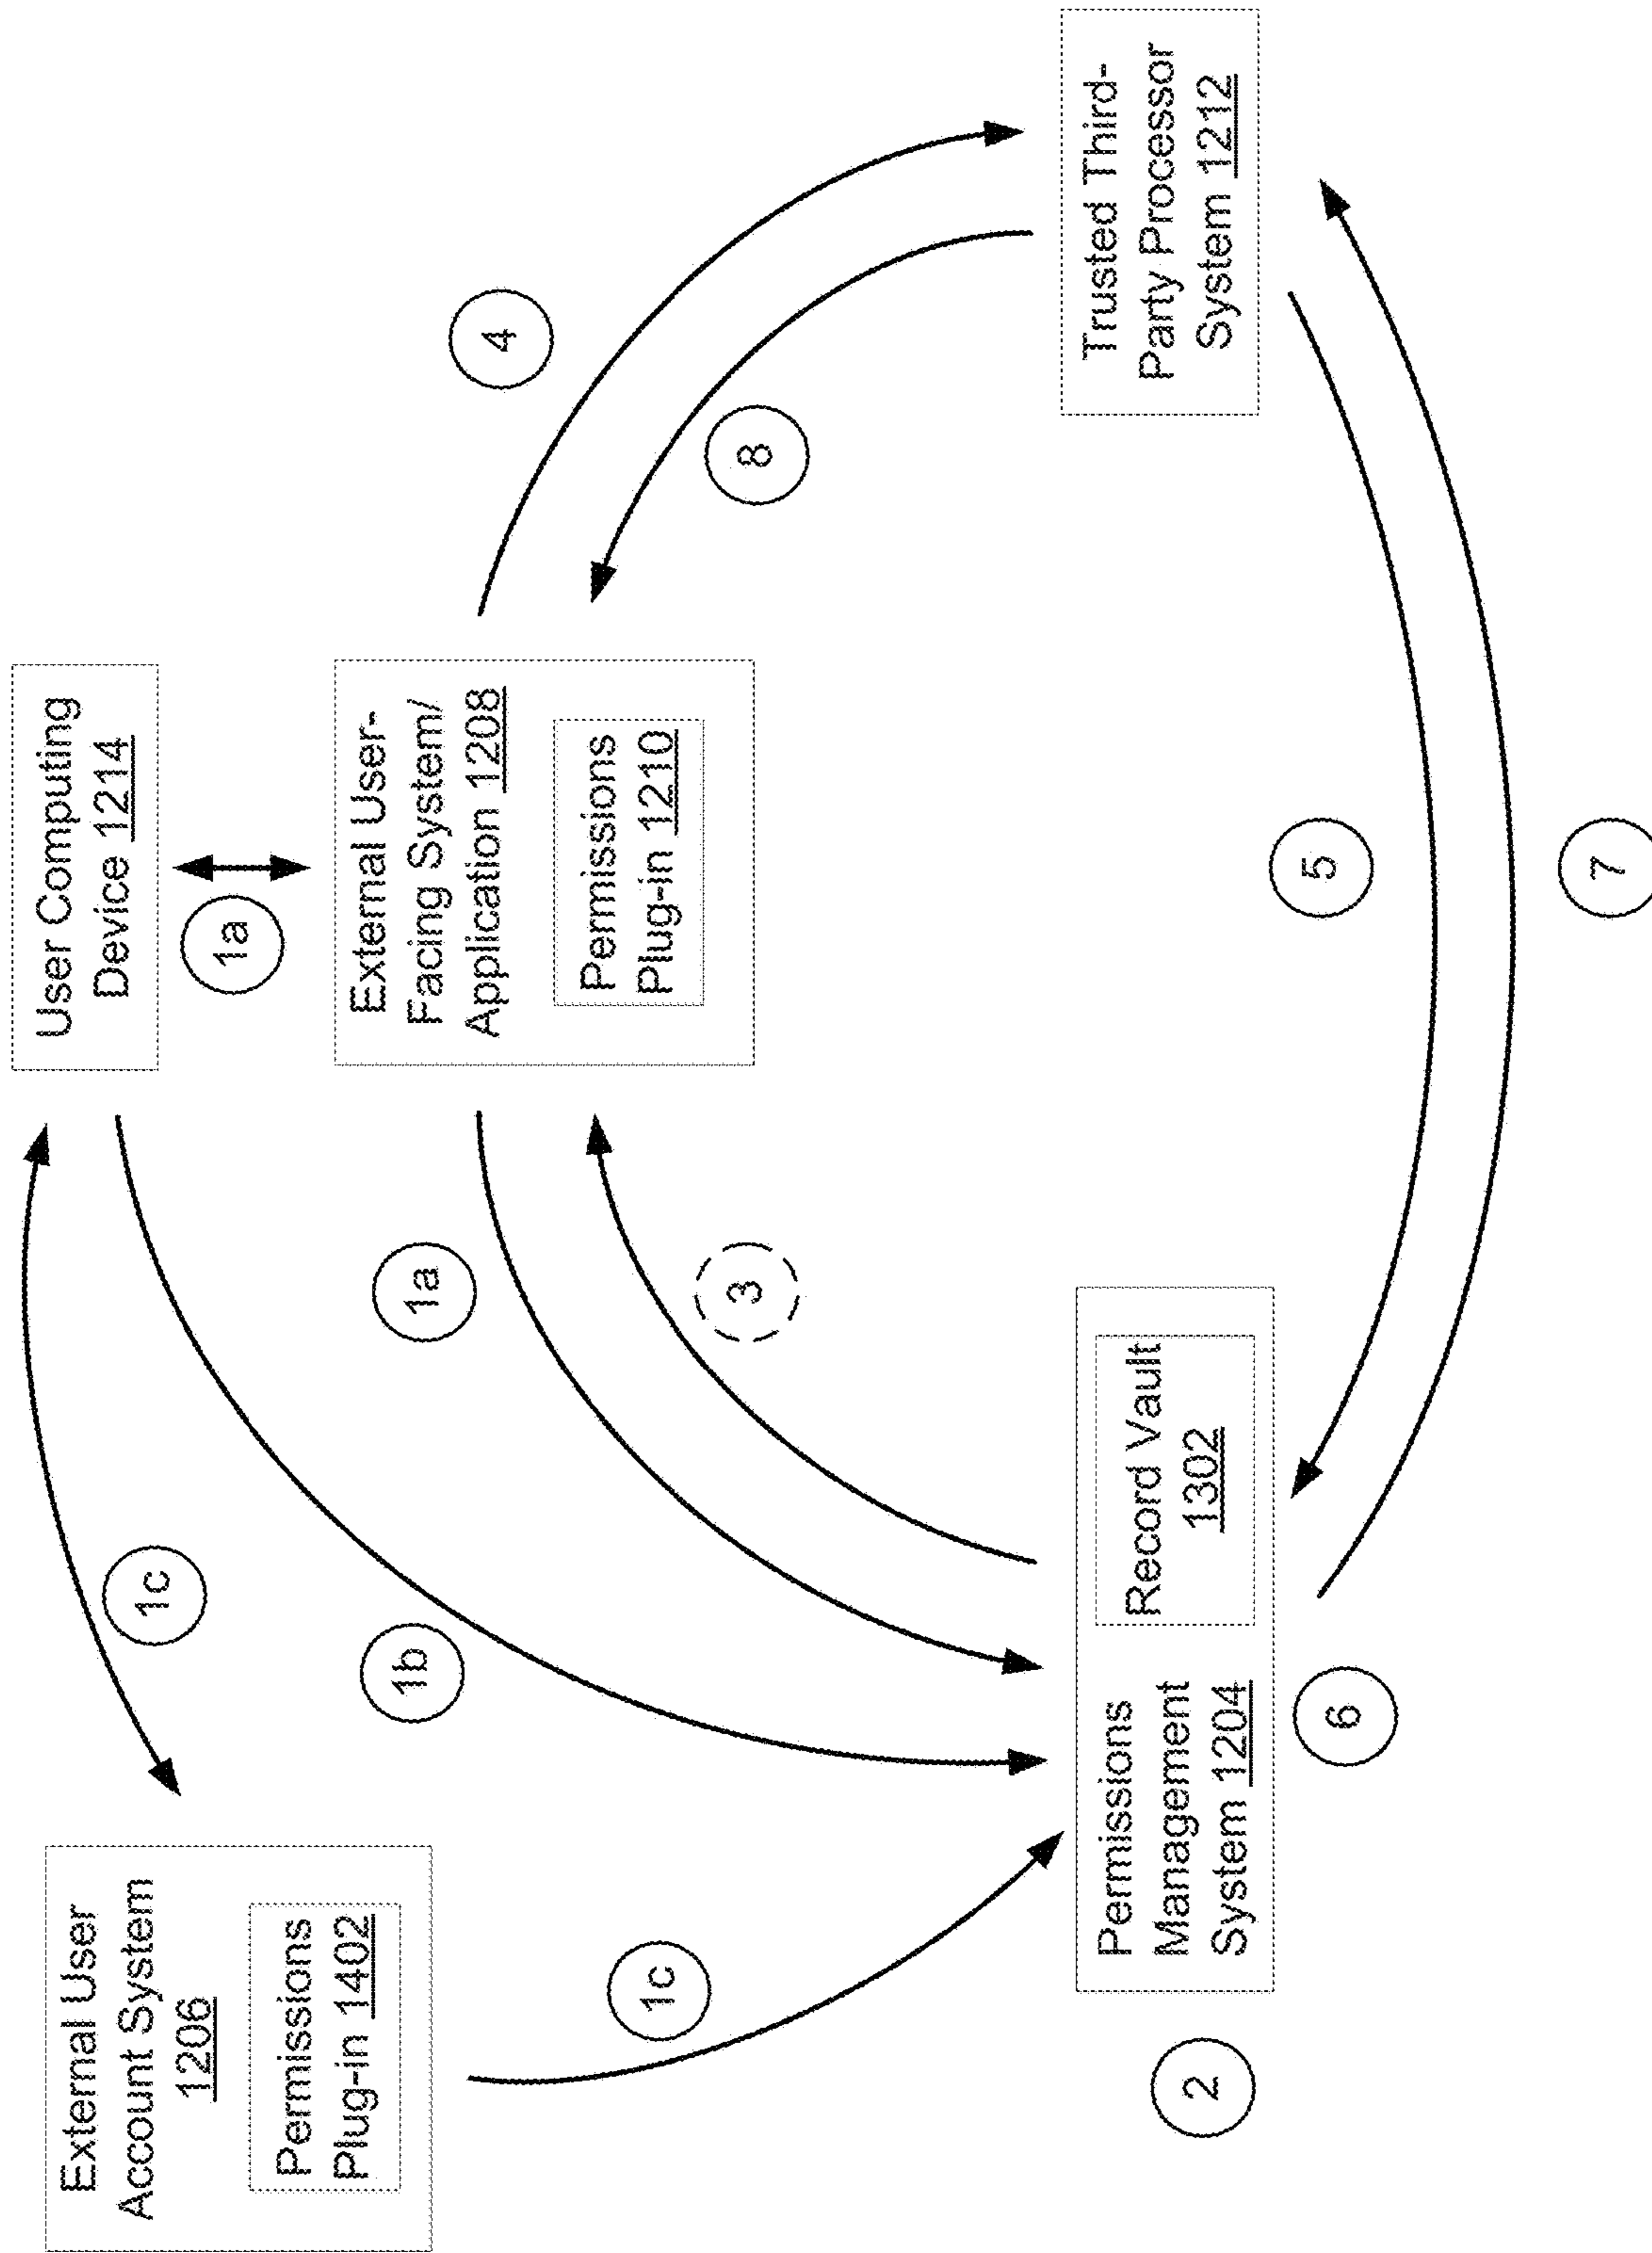 External User
Account System
1206
Permissions
Plug-in 1402
1c
1c
1b
User Computing
Device 1214
1a
External User-
Facing System/
Application 1208
Permissions
Plug-in 1210
1a
3
4
8
Trusted Third-
Party Processor
System 1212
Permissions
Management
System 1204
Record Vault
1302
2
6
5
7